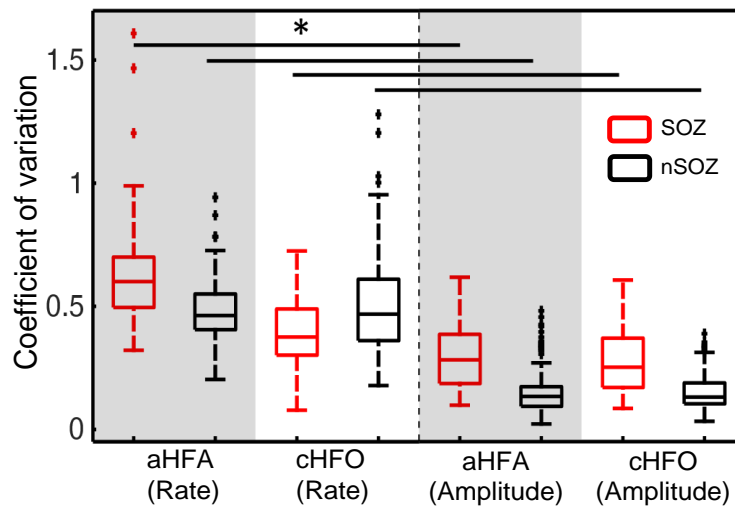 *
1.5
1
0.5
0
Coefficient of variation
SOZ
nSOZ
aHFA cHFO aHFA cHFO
(Rate) (Rate) (Amplitude) (Amplitude)